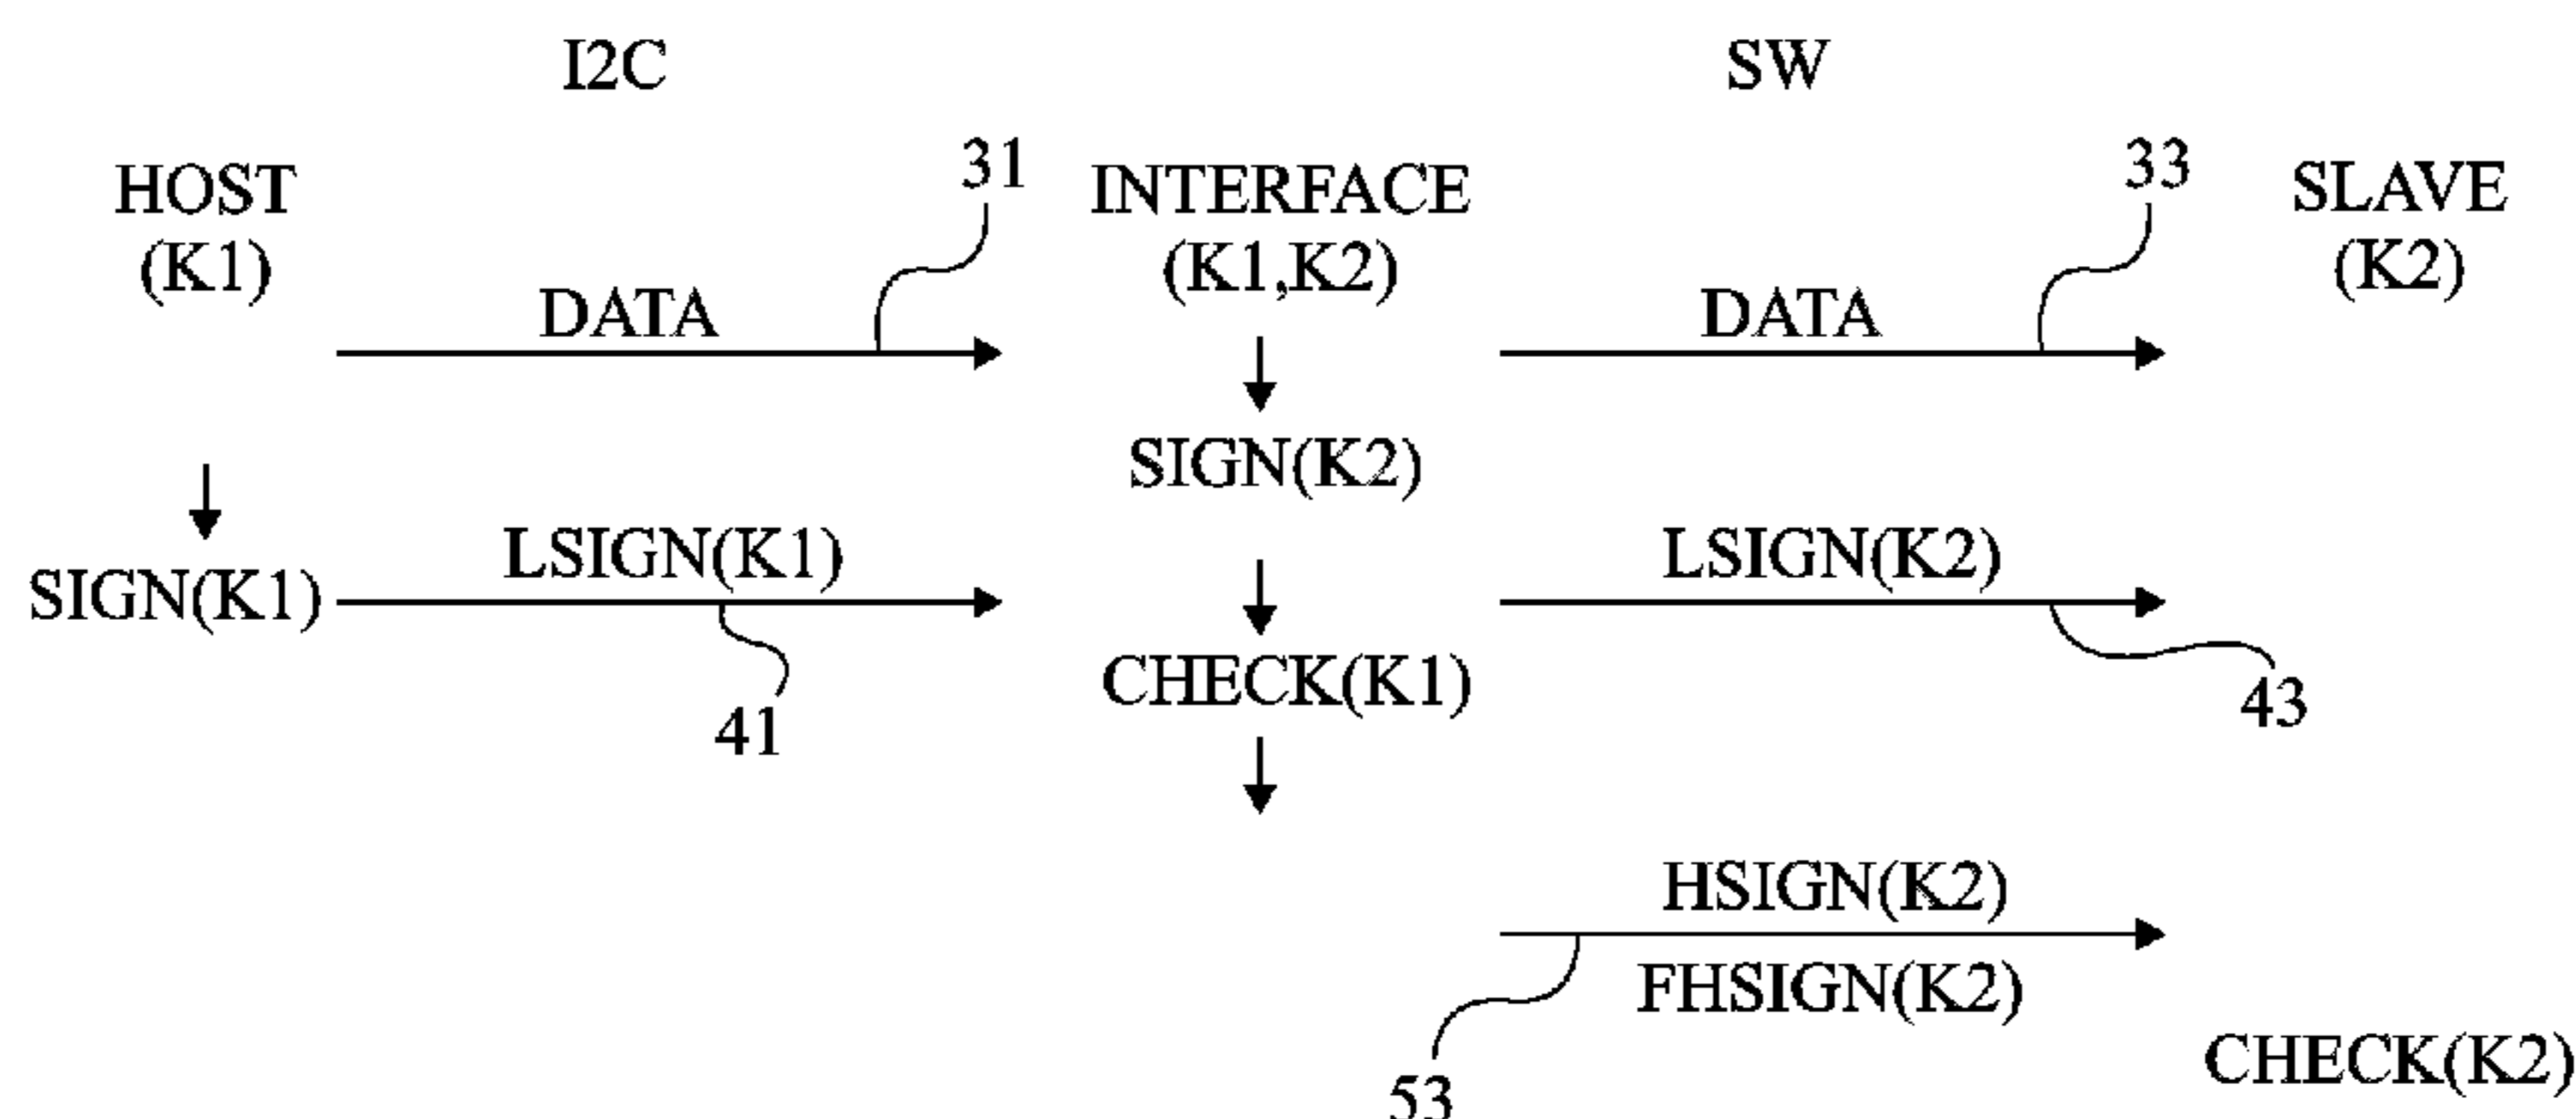 I2C
SW
31
33
HOST
(K1)
INTERFACE
(K1,K2)
SLAVE
(K2)
DATA
DATA
SIGN(K2)
SIGN(K1)
LSIGN(K1)
LSIGN(K2)
CHECK(K1)
41
43
HSIGN(K2)
FHSIGN(K2)
53
CHECK(K2)